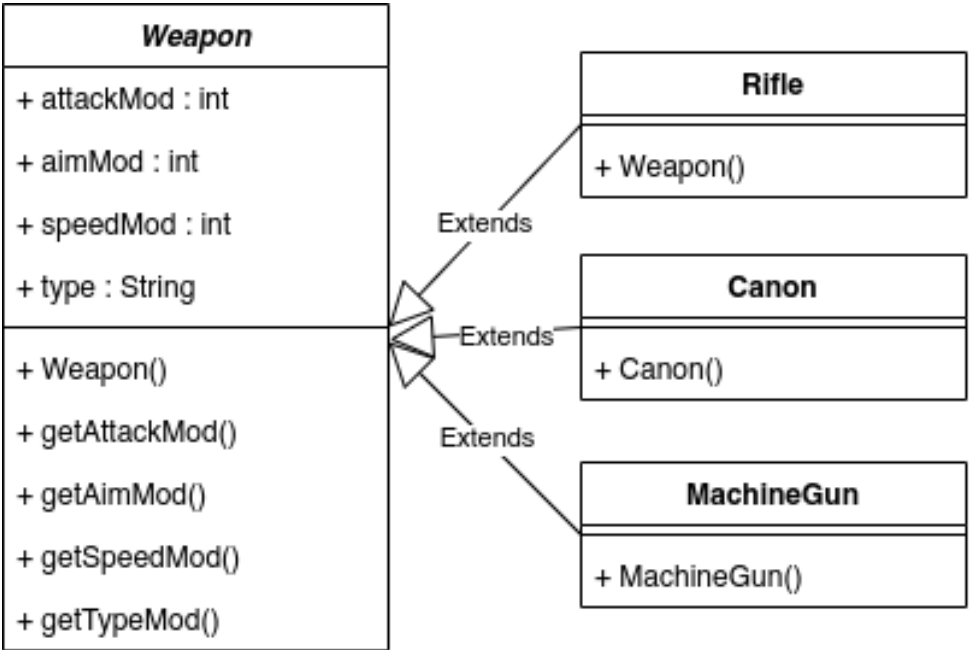 Weapon
+ attackMod : int
+ aimMod : int
+ speedMod : int
+ type : String
+ Weapon()
+ getAttackMod()
+ getAimMod()
+ getSpeedMod()
+ getTypeMod()
Extends
Extends
Extends
Rifle
+ Weapon()
Canon
+ Canon()
MachineGun
+ MachineGun()